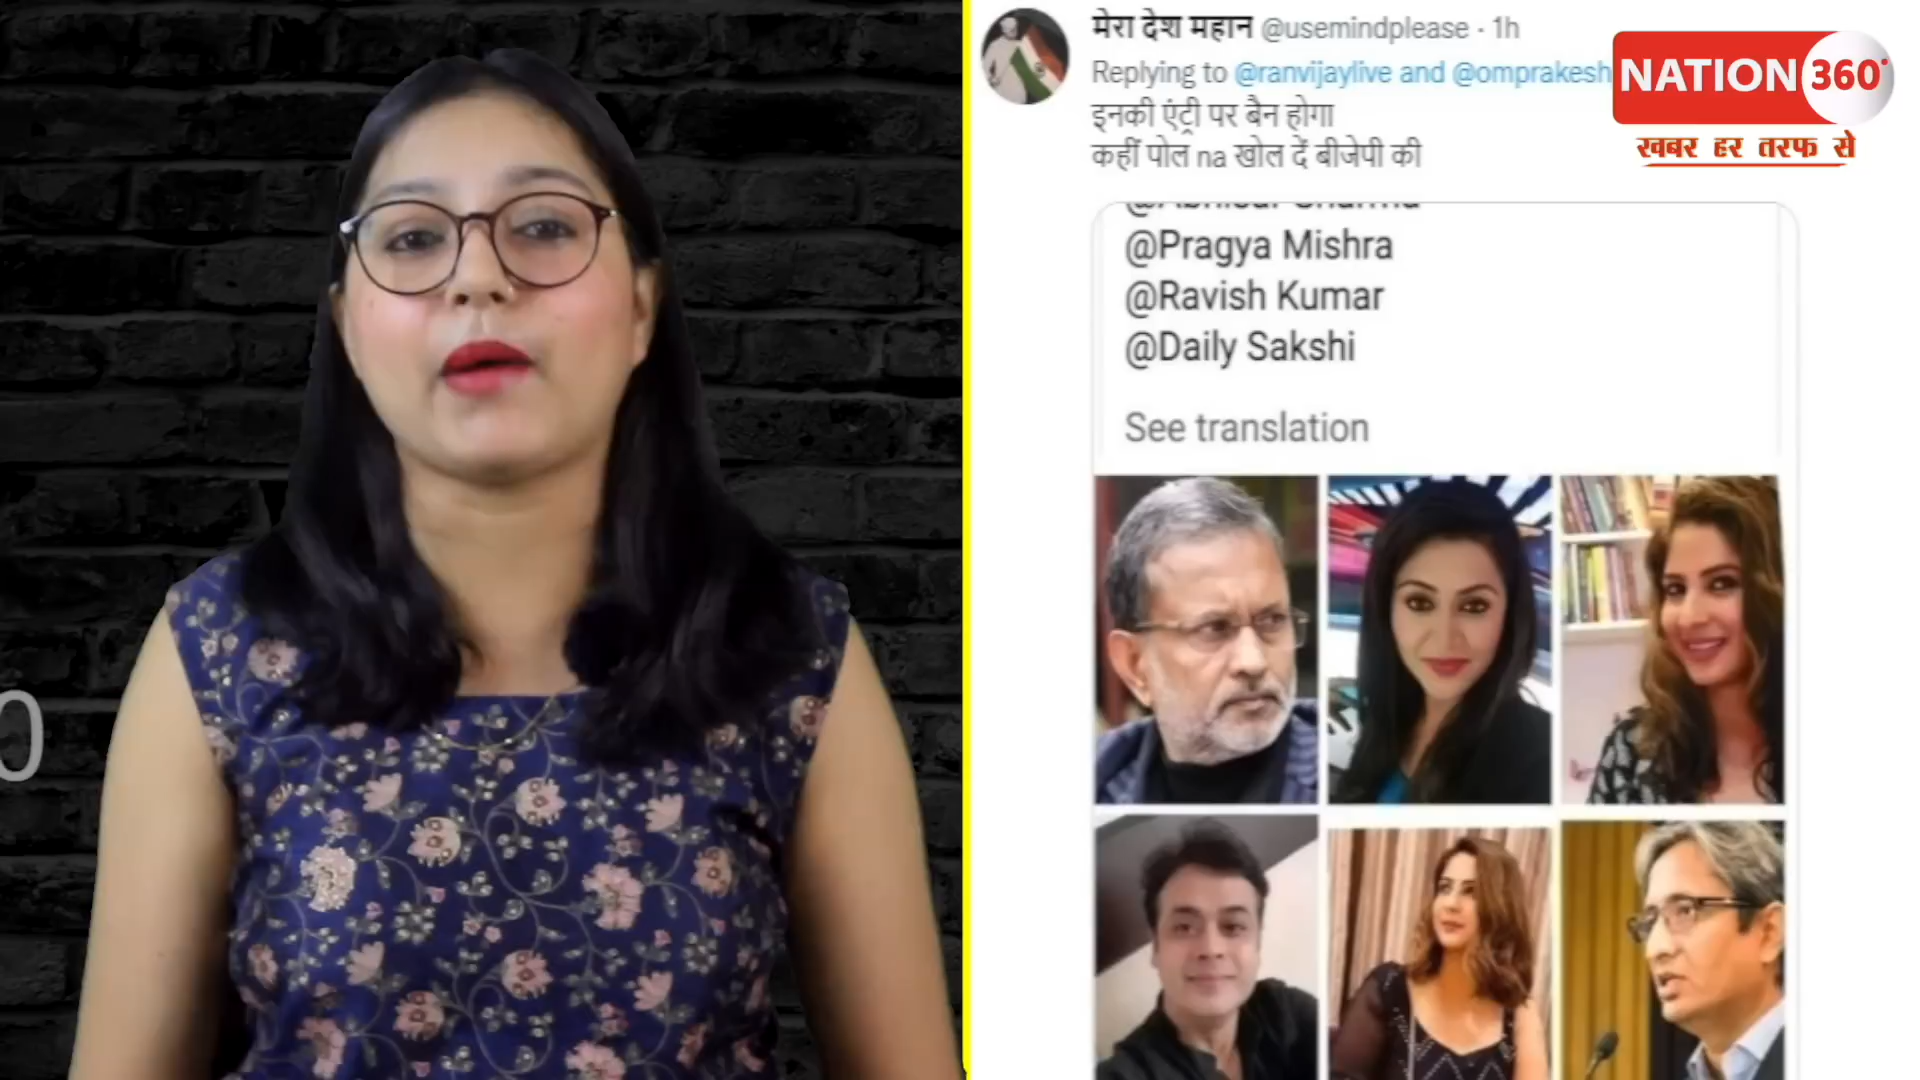 मेरा देश महान @usemindplease · 1h
Replying to @ranvijaylive and @omprakesh
इनकी एंट्री पर बैन होगा
कहीं पोल na खोल दें बीजेपी की
NATION 360°
खबर हर तरफ से
@Pragya Mishra
@Ravish Kumar
@Daily Sakshi
See translation
0